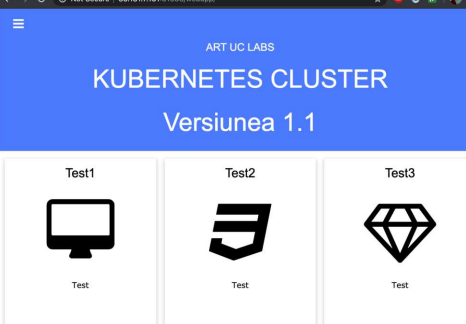 ART UC LABS
KUBERNETES CLUSTER
Versiunea 1.1
Test1
Test2
Test3
Test
Test
Test